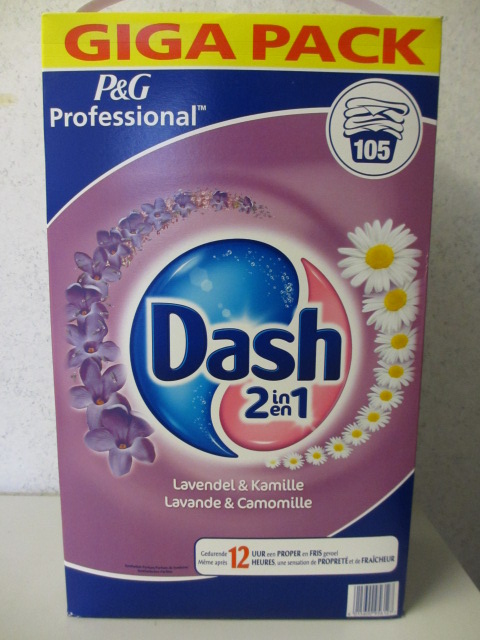 GIGA PACK
P&G
Professional™
105
Dash
2 in en 1
Lavendel & Kamille
Lavande & Camomille
Gedurende 12 UUR een PROPER en FRIS gevoel
Même après HEURES, une sensation de PROPRETÉ et de FRAÎCHEUR